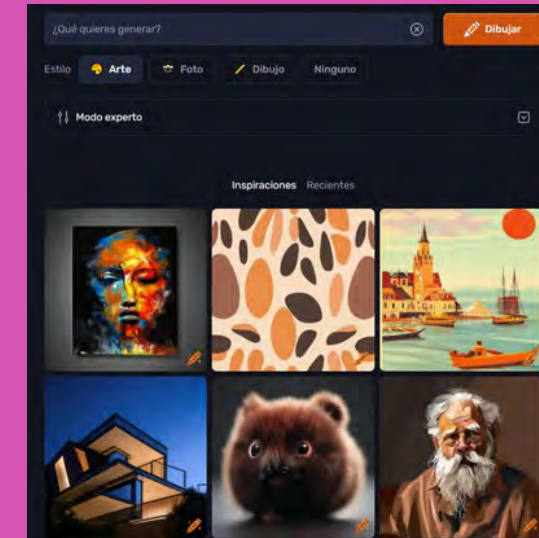 ¿Qué quieres generar?
Dibujar
Estilo
Arte
Foto
Dibujo
Ninguno
Modo experto
Inspiraciones
Recientes